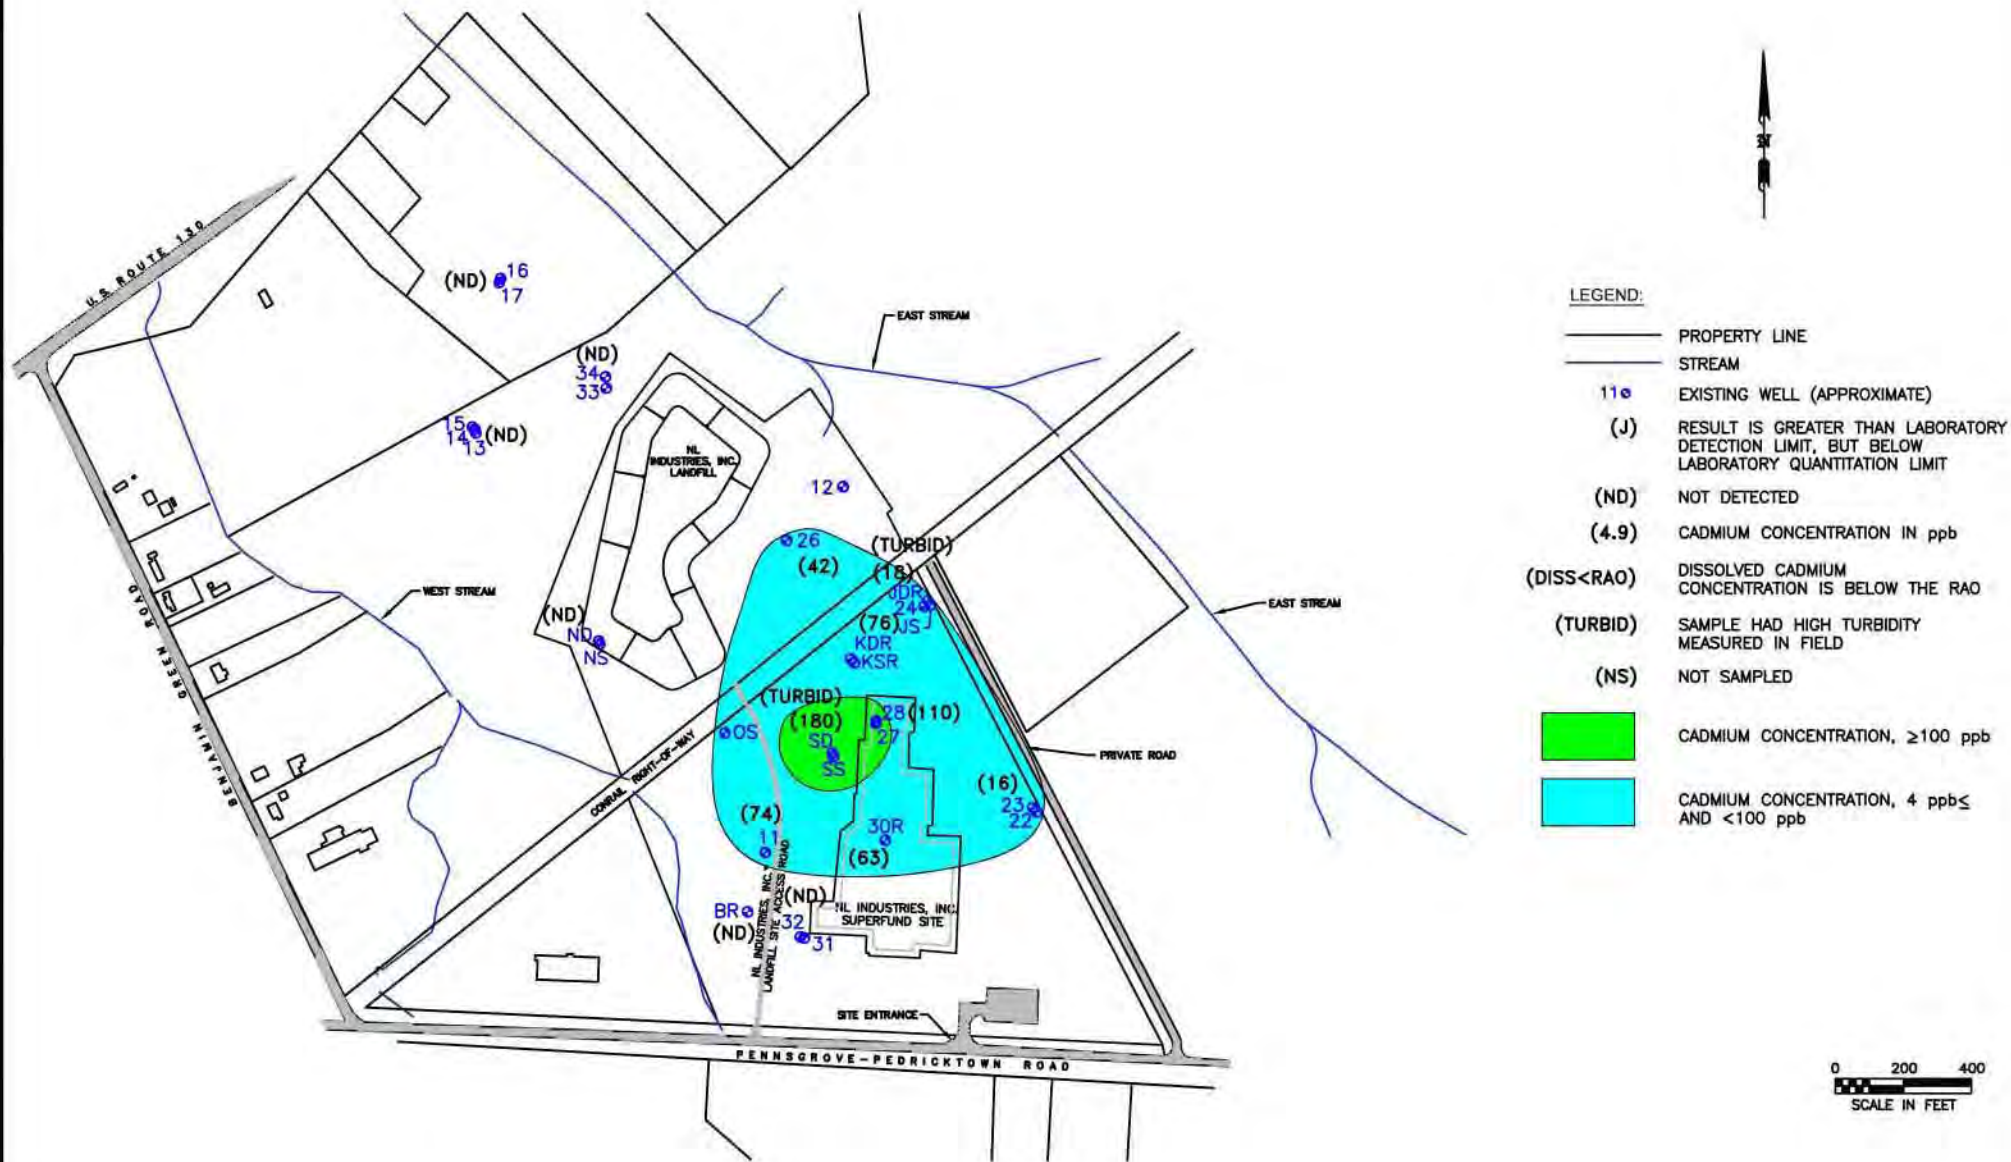 U.S. ROUTE 130
(ND)
16
17
EAST STREAM
(ND)
34
33
15
14
13
(ND)
NL
INDUSTRIES, INC.
LANDFILL
12
26
(42)
(TURBID)
(18)
JDR
24
JS
(76)
KDR
KSR
WEST STREAM
(ND)
ND
NS
EAST STREAM
(TURBID)
(180)
SD
SS
28
(110)
27
OS
CONRAIL RIGHT-OF-WAY
PRIVATE ROAD
(16)
23
22
(74)
11
30R
(63)
BENJAMIN GREEN ROAD
NL INDUSTRIES, INC.
LANDFILL SITE ACCESS ROAD
(ND)
BR
(ND)
32
31
NL INDUSTRIES, INC.
SUPERFUND SITE
SITE ENTRANCE
PENNSGROVE-PEDRICKTOWN ROAD
LEGEND:
PROPERTY LINE
STREAM
11 EXISTING WELL (APPROXIMATE)
(J) RESULT IS GREATER THAN LABORATORY
DETECTION LIMIT, BUT BELOW
LABORATORY QUANTITATION LIMIT
(ND) NOT DETECTED
(4.9) CADMIUM CONCENTRATION IN ppb
(DISS<RAO) DISSOLVED CADMIUM
CONCENTRATION IS BELOW THE RAO
(TURBID) SAMPLE HAD HIGH TURBIDITY
MEASURED IN FIELD
(NS) NOT SAMPLED
CADMIUM CONCENTRATION, ≥100 ppb
CADMIUM CONCENTRATION, 4 ppb≤
AND <100 ppb
0 200 400
SCALE IN FEET